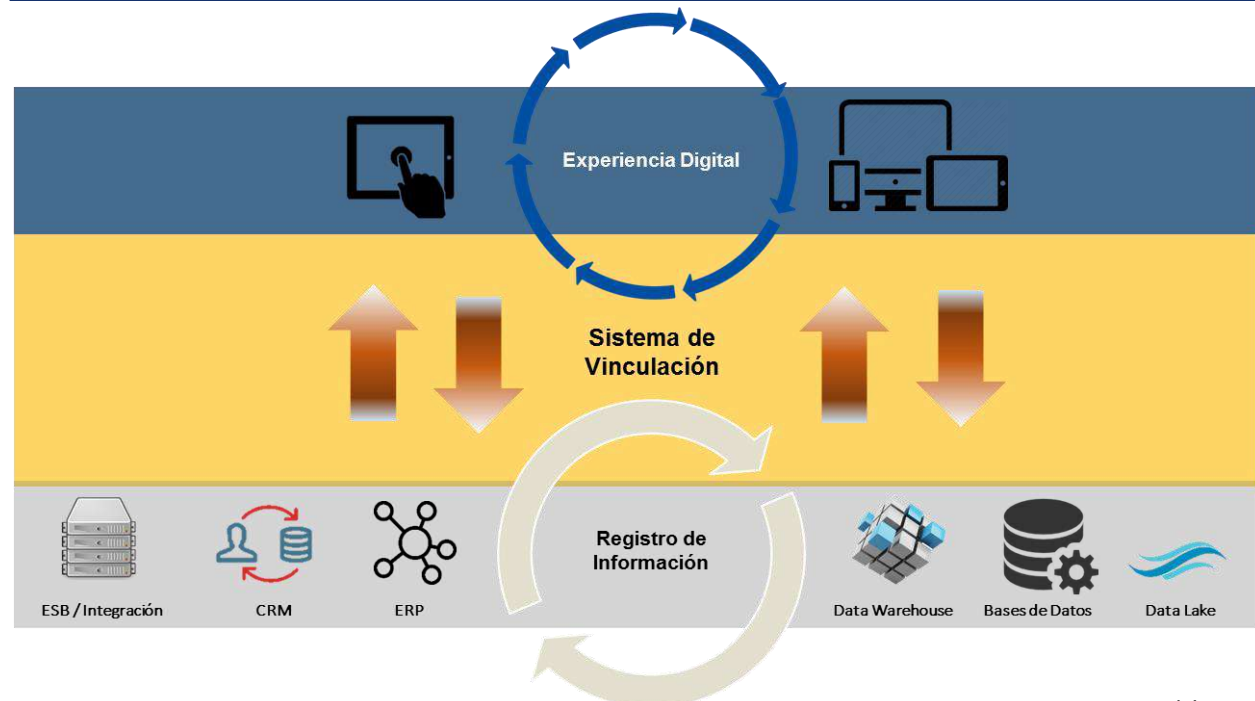 Experiencia Digital
Sistema de
Vinculación
Registro de
Información
ESB / Integración
CRM
ERP
Data Warehouse
Bases de Datos
Data Lake